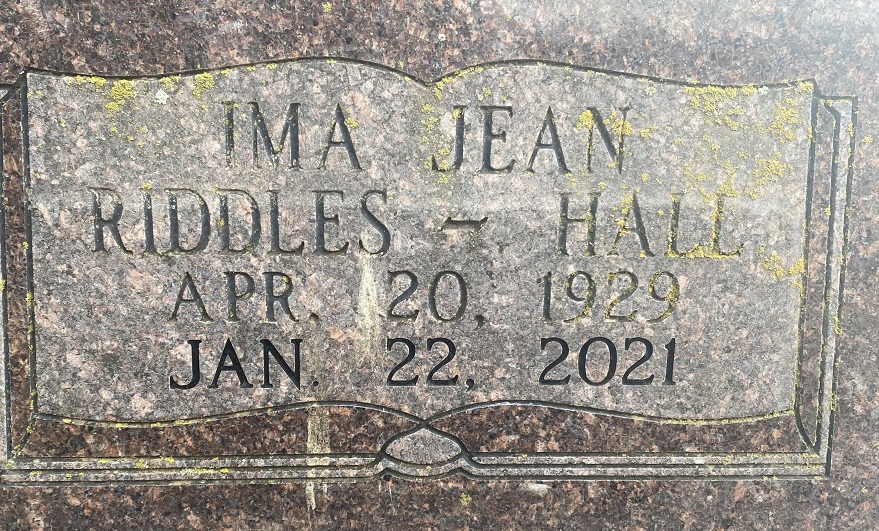 IMA JEAN
RIDDLES - HALL
APR. 20, 1929
JAN. 22, 2021